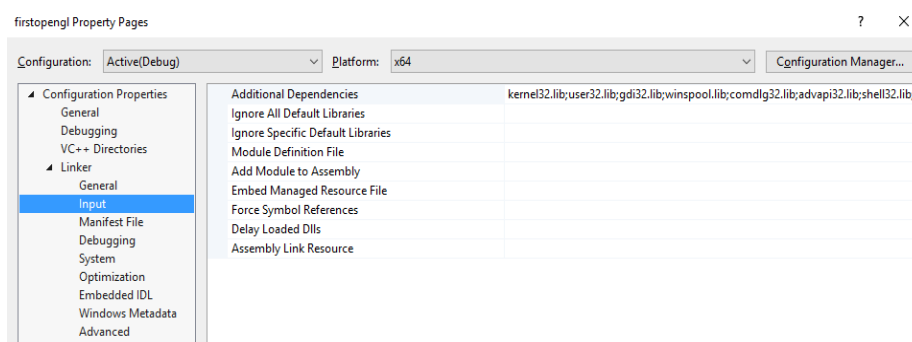 firstopengl Property Pages ? ×
Configuration: Active(Debug) Platform: x64 Configuration Manager...
Configuration Properties
General
Debugging
VC++ Directories
Linker
General
Input
Manifest File
Debugging
System
Optimization
Embedded IDL
Windows Metadata
Advanced
Additional Dependencies kernel32.lib;user32.lib;gdi32.lib;winspool.lib;comdlg32.lib;advapi32.lib;shell32.lib;
Ignore All Default Libraries
Ignore Specific Default Libraries
Module Definition File
Add Module to Assembly
Embed Managed Resource File
Force Symbol References
Delay Loaded Dlls
Assembly Link Resource